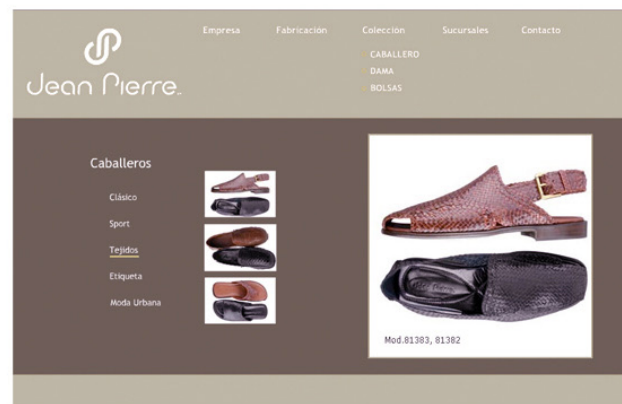 Jean Pierre
Empresa Fabricación Colección Sucursales Contacto
CABALLERO
DAMA
BOLSAS
Caballeros
Clásico
Sport
Tejidos
Etiqueta
Moda Urbana
Mod.81383, 81382